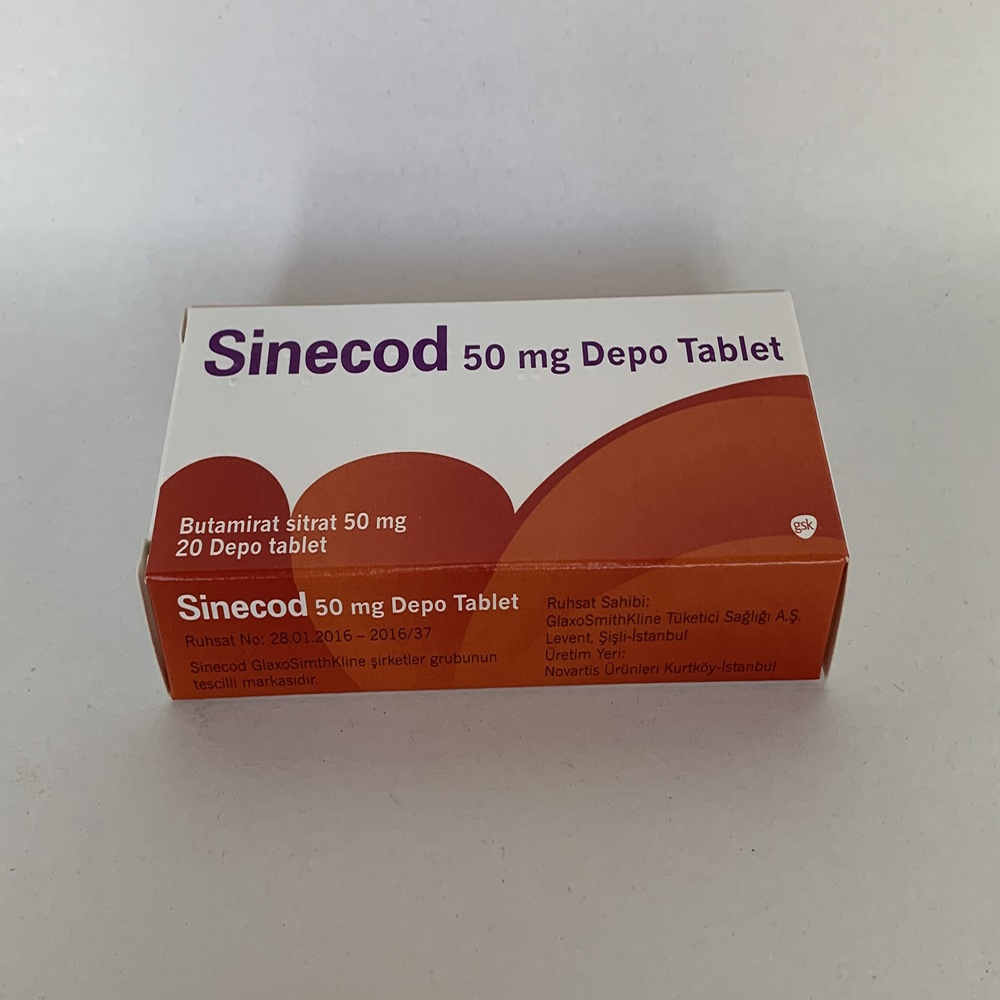 Sinecod 50 mg Depo Tablet
Butamirat sitrat 50 mg
20 Depo tablet
gsk
Sinecod 50 mg Depo Tablet
Ruhsat No: 28.01.2016 – 2016/37
Sinecod GlaxoSimthKline şirketler grubunun
tescilli markasıdır.
Ruhsat Sahibi:
GlaxoSmithKline Tüketici Sağlığı A.Ş.
Levent, Şişli-İstanbul
Üretim Yeri:
Novartis Ürünleri Kurtköy-İstanbul